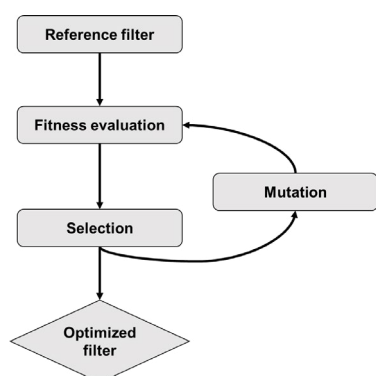 Reference filter
Fitness evaluation
Mutation
Selection
Optimized
filter